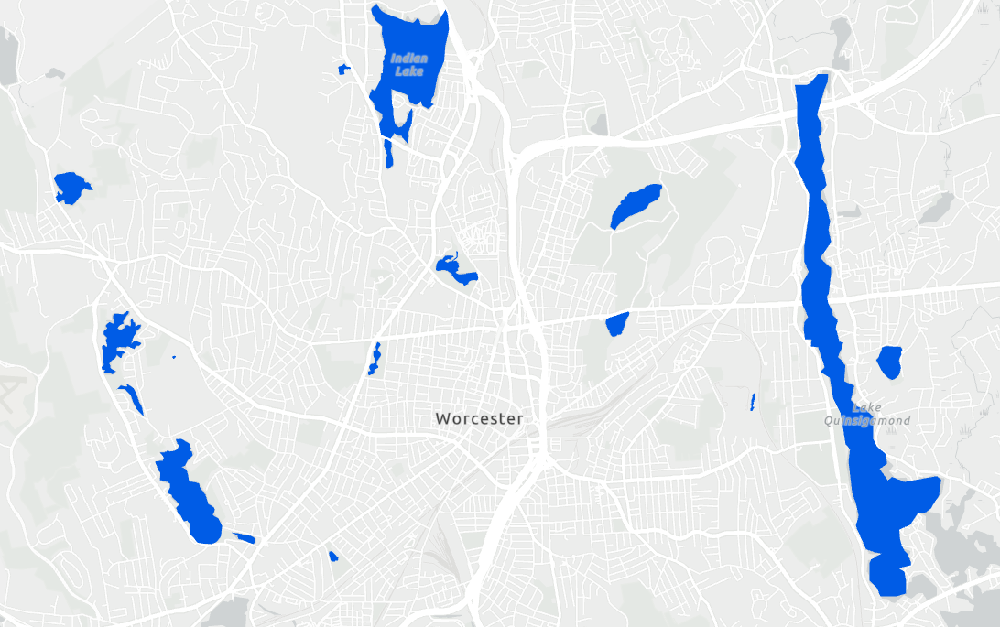 Indian
Lake
Worcester
Lake
Quinsigamond